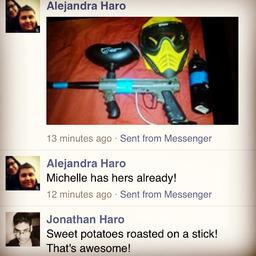 Alejandra Haro
13 minutes ago · Sent from Messenger
Alejandra Haro
Michelle has hers already!
12 minutes ago · Sent from Messenger
Jonathan Haro
Sweet potatoes roasted on a stick!
That's awesome!